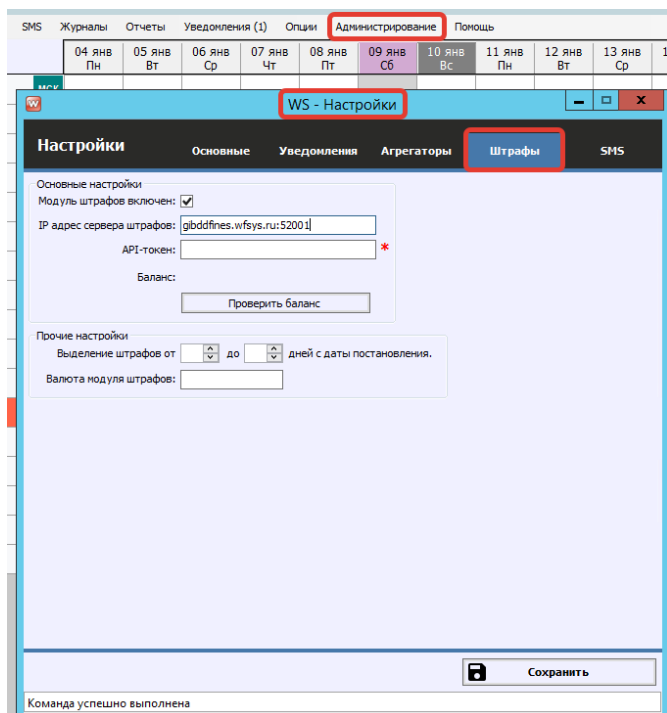 SMS Журналы Отчеты Уведомления (1) Опции Администрирование Помощь
04 янв 05 янв 06 янв 07 янв 08 янв 09 янв 10 янв 11 янв 12 янв 13 янв 1
Пн Вт Ср Чт Пт Сб Вс Пн Вт Ср
МСК
WS - Настройки
Настройки Основные Уведомления Агрегаторы Штрафы SMS
Основные настройки
Модуль штрафов включен:
IP адрес сервера штрафов: gibddfines.wfsys.ru:52001
API-токен: *
Баланс:
Проверить баланс
Прочие настройки
Выделение штрафов от до дней с даты постановления.
Валюта модуля штрафов:
Сохранить
Команда успешно выполнена